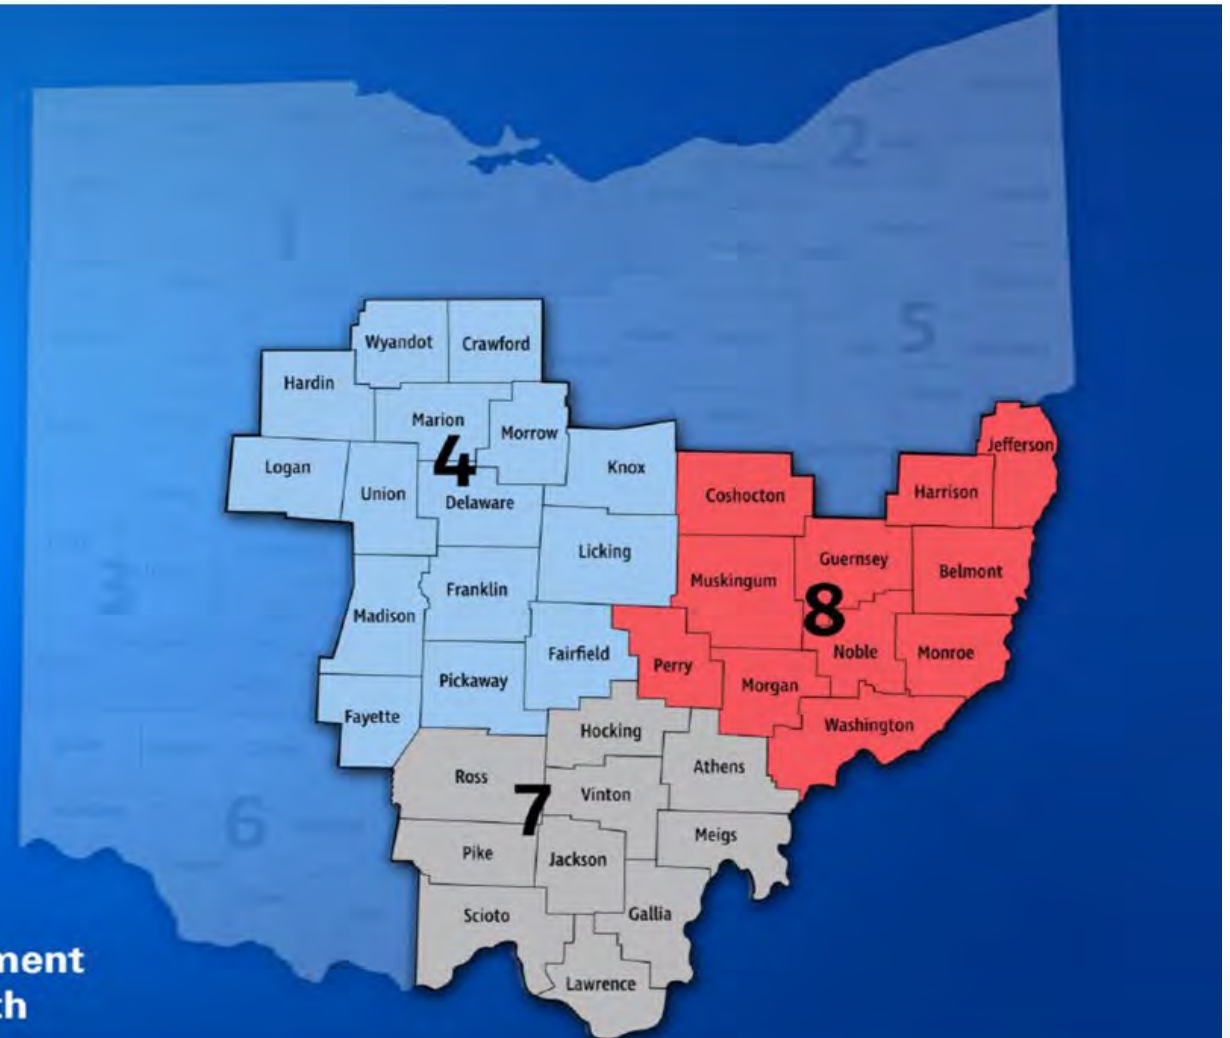 2
1
Wyandot
Crawford
5
Hardin
Marion
Morrow
Jefferson
4
Logan
Knox
Union
Delaware
Coshocton
Harrison
Licking
Guernsey
Muskingum
Belmont
3
Franklin
8
Madison
Fairfield
Perry
Noble
Monroe
Pickaway
Morgan
Fayette
Washington
Hocking
Ross
Athens
7
Vinton
6
Meigs
Pike
Jackson
Scioto
Gallia
ment
th
Lawrence